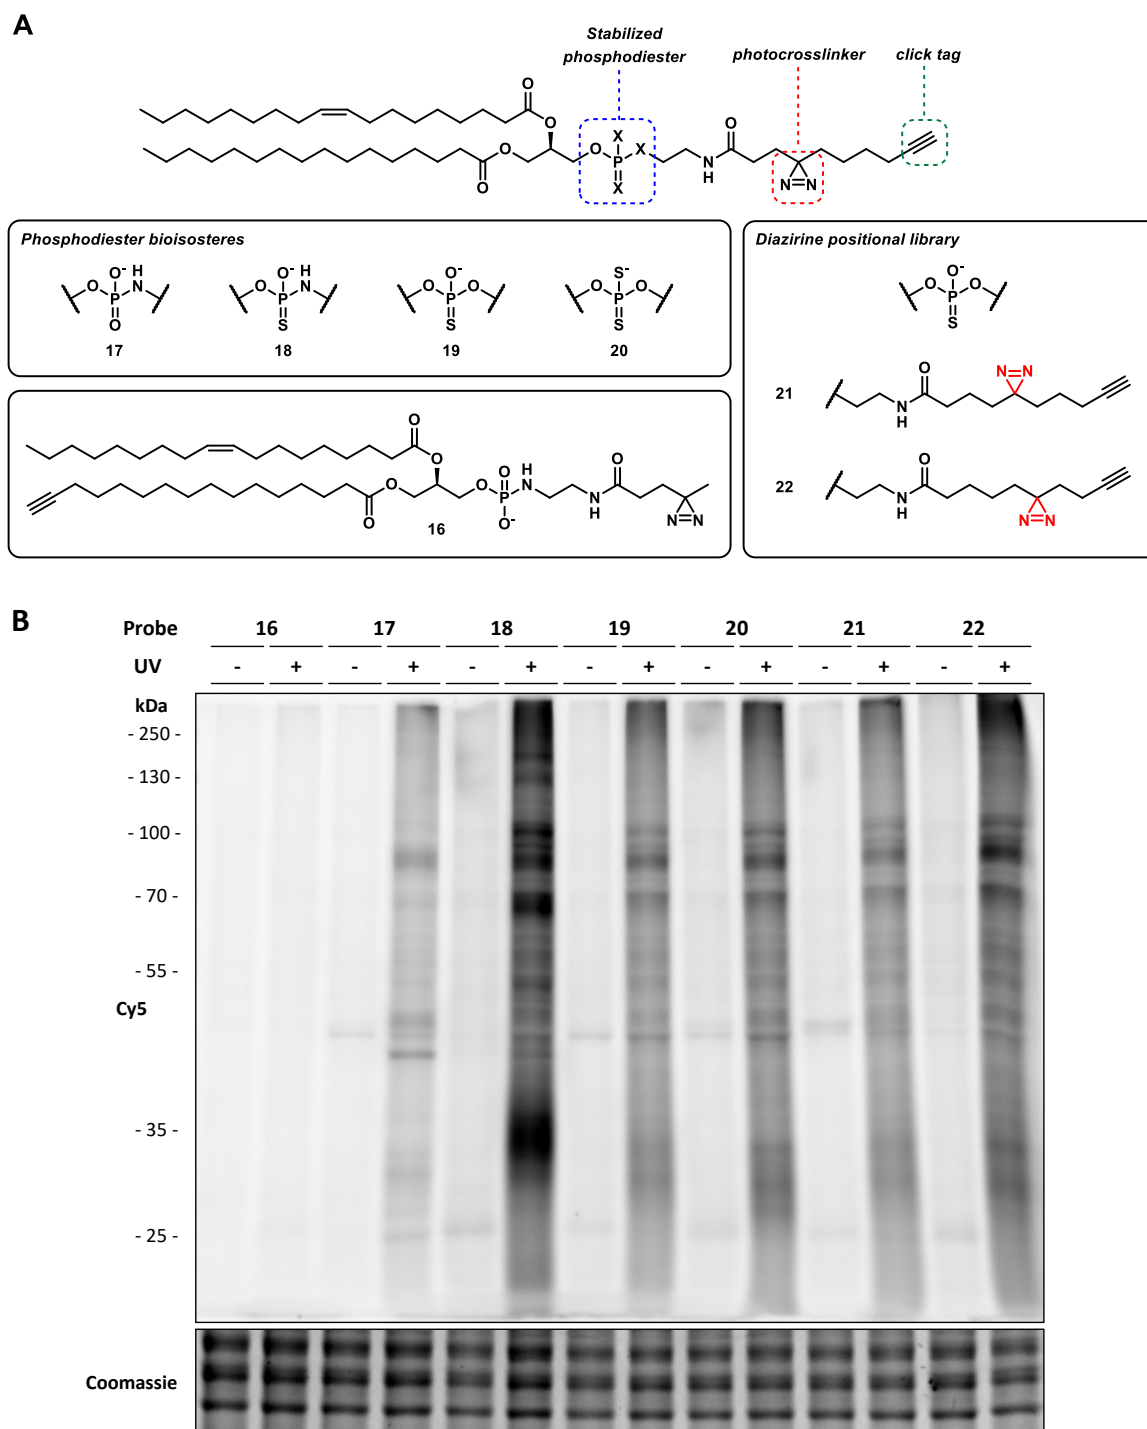 A
Stabilized
phosphodiester
photocrosslinker
click tag
O
O
X
O
O
O
P
X
N
H
O
X
N=N
O
Phosphodiester bioisosteres
O- H
O P N
O
17
O- H
O P N
S
18
O-
O P O
S
19
S-
O P O
S
20
Diazirine positional library
O-
O P O
S
21
O
N
H
N=N
22
O
N
H
N=N
O
O
O
O
O
P
O
O-
H
N
N
H
O
N=N
16
B
Probe 16 17 18 19 20 21 22
UV - + - + - + - + - + - + - +
kDa
- 250 -
- 130 -
- 100 -
- 70 -
- 55 -
Cy5
- 35 -
- 25 -
Coomassie